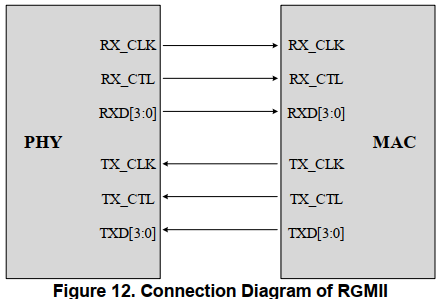 RX_CLK RX_CLK
RX_CTL RX_CTL
RXD[3:0] RXD[3:0]
PHY MAC
TX_CLK TX_CLK
TX_CTL TX_CTL
TXD[3:0] TXD[3:0]
Figure 12. Connection Diagram of RGMII